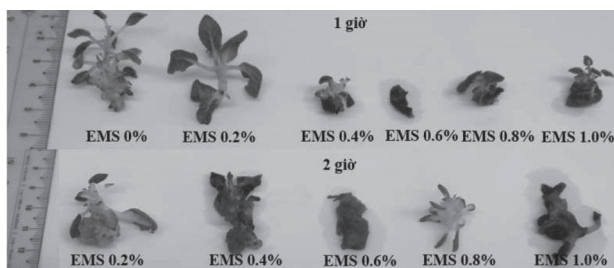 1 giờ
EMS 0% EMS 0.2% EMS 0.4% EMS 0.6% EMS 0.8% EMS 1.0%
2 giờ
EMS 0.2% EMS 0.4% EMS 0.6% EMS 0.8% EMS 1.0%